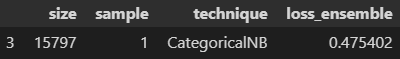 size sample technique loss_ensemble
3 15797 1 CategoricalNB 0.475402